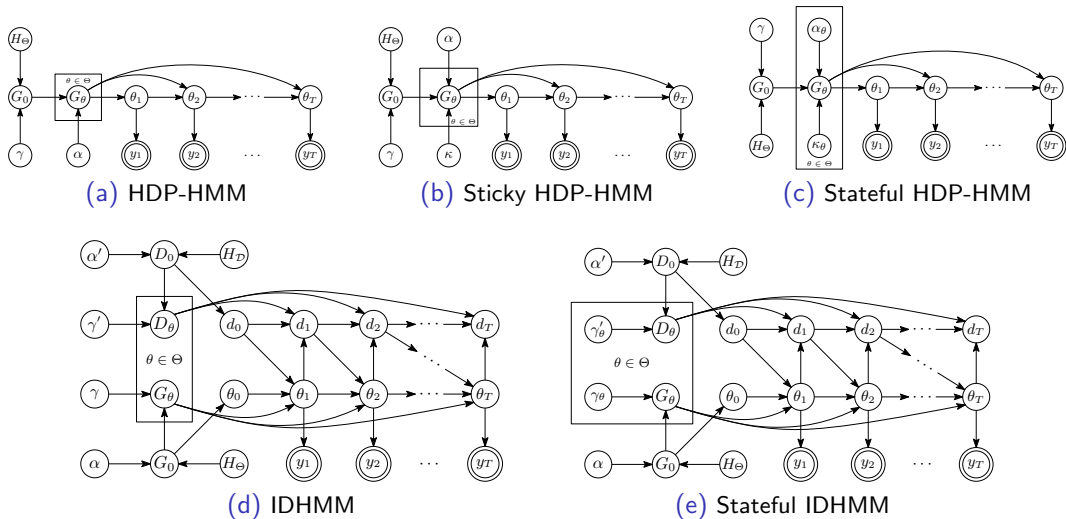 H_Θ
θ ∈ Θ
G_0 G_θ θ_1 θ_2 ⋯ θ_T
γ α y_1 y_2 ⋯ y_T
(a) HDP-HMM
H_Θ α
G_0 G_θ θ_1 θ_2 ⋯ θ_T
θ ∈ Θ
γ κ y_1 y_2 ⋯ y_T
(b) Sticky HDP-HMM
γ α_θ
G_0 G_θ θ_1 θ_2 ⋯ θ_T
H_Θ κ_θ y_1 y_2 ⋯ y_T
θ ∈ Θ
(c) Stateful HDP-HMM
α′ D_0 H_𝒟
γ′ D_θ d_0 d_1 d_2 ⋯ d_T
θ ∈ Θ ⋱
γ G_θ θ_0 θ_1 θ_2 ⋯ θ_T
α G_0 H_Θ y_1 y_2 ⋯ y_T
(d) IDHMM
α′ D_0 H_𝒟
γ′_θ D_θ d_0 d_1 d_2 ⋯ d_T
θ ∈ Θ ⋱
γ_θ G_θ θ_0 θ_1 θ_2 ⋯ θ_T
α G_0 H_Θ y_1 y_2 ⋯ y_T
(e) Stateful IDHMM